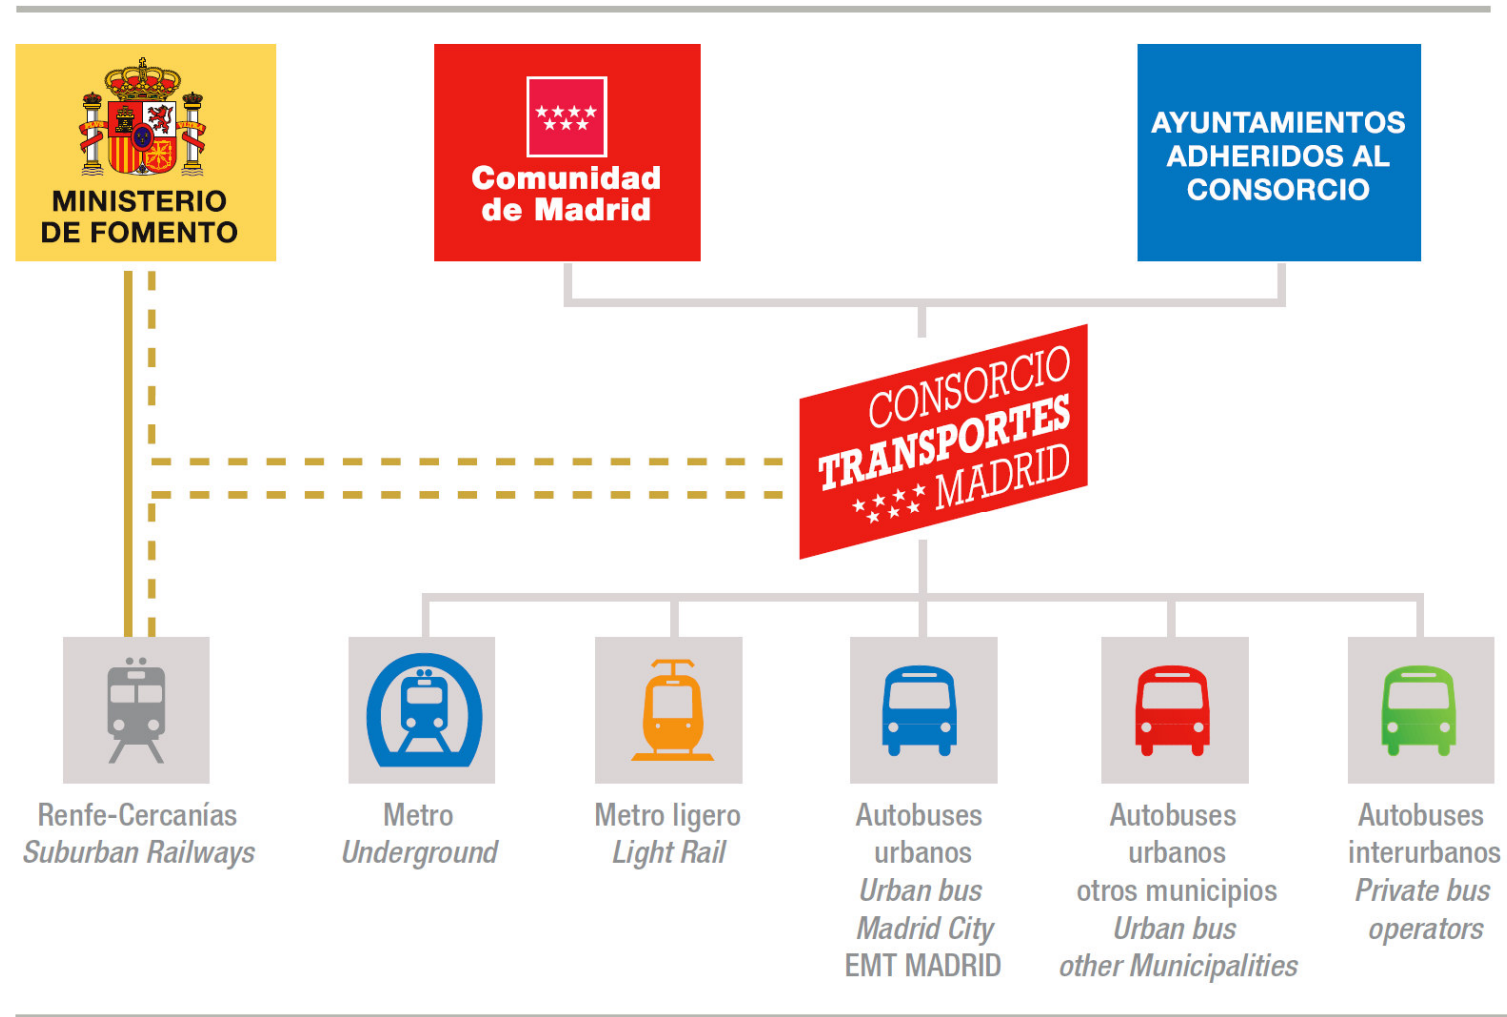 MINISTERIO
DE FOMENTO
Comunidad
de Madrid
AYUNTAMIENTOS
ADHERIDOS AL
CONSORCIO
CONSORCIO
TRANSPORTES
MADRID
Renfe-Cercanías
Suburban Railways
Metro
Underground
Metro ligero
Light Rail
Autobuses
urbanos
Urban bus
Madrid City
EMT MADRID
Autobuses
urbanos
otros municipios
Urban bus
other Municipalities
Autobuses
interurbanos
Private bus
operators